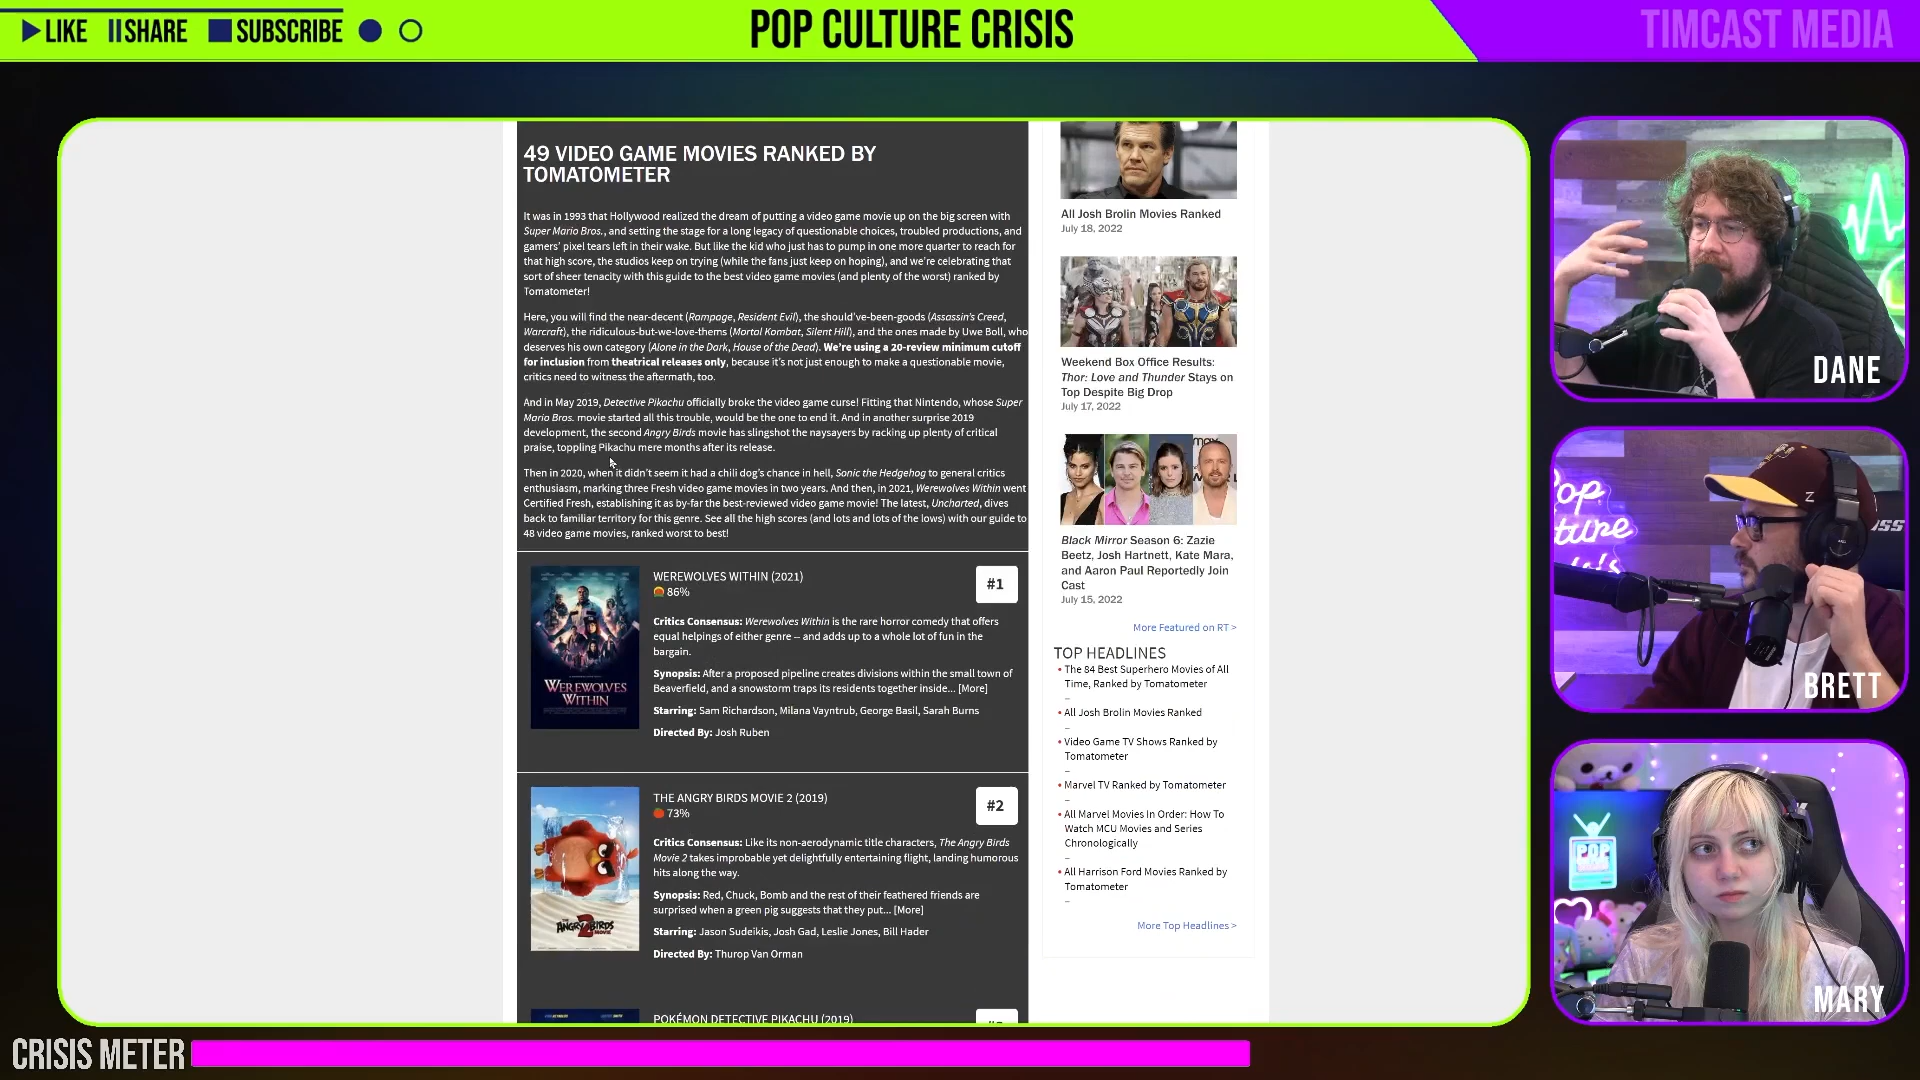 LIKE SHARE SUBSCRIBE
POP CULTURE CRISIS
TIMCAST MEDIA
49 VIDEO GAME MOVIES RANKED BY
TOMATOMETER
It was in 1993 that Hollywood realized the dream of putting a video game movie up on the big screen with
Super Mario Bros., and setting the stage for a long legacy of questionable choices, troubled productions, and
gamers' pixel tears left in their wake. But like the kid who just has to pump in one more quarter to reach for
that high score, the studios keep on trying (while the fans just keep on hoping), and we're celebrating that
sort of sheer tenacity with this guide to the best video game movies (and plenty of the worst) ranked by
Tomatometer!
Here, you will find the near-decent (Rampage, Resident Evil), the should've-been-goods (Assassin's Creed,
Warcraft), the ridiculous-but-we-love-thems (Mortal Kombat, Silent Hill), and the ones made by Uwe Boll, who
deserves his own category (Alone in the Dark, House of the Dead). We're using a 20-review minimum cutoff
for inclusion from theatrical releases only, because it's not just enough to make a questionable movie,
critics need to witness the aftermath, too.
And in May 2019, Detective Pikachu officially broke the video game curse! Fitting that Nintendo, whose Super
Mario Bros. movie started all this trouble, would be the one to end it. And in another surprise 2019
development, the second Angry Birds movie has slingshot the naysayers by racking up plenty of critical
praise, toppling Pikachu mere months after its release.
Then in 2020, when it didn't seem it had a chili dog's chance in hell, Sonic the Hedgehog to general critics
enthusiasm, marking three Fresh video game movies in two years. And then, in 2021, Werewolves Within went
Certified Fresh, establishing it as by-far the best-reviewed video game movie! The latest, Uncharted, dives
back to familiar territory for this genre. See all the high scores (and lots and lots of the lows) with our guide to
48 video game movies, ranked worst to best!
WEREWOLVES WITHIN (2021)
86%
#1
Critics Consensus: Werewolves Within is the rare horror comedy that offers
equal helpings of either genre -- and adds up to a whole lot of fun in the
bargain.
Synopsis: After a proposed pipeline creates divisions within the small town of
Beaverfield, and a snowstorm traps its residents together inside... [More]
Starring: Sam Richardson, Milana Vayntrub, George Basil, Sarah Burns
Directed By: Josh Ruben
WEREWOLVES
WITHIN
THE ANGRY BIRDS MOVIE 2 (2019)
73%
#2
Critics Consensus: Like its non-aerodynamic title characters, The Angry Birds
Movie 2 takes improbable yet delightfully entertaining flight, landing humorous
hits along the way.
Synopsis: Red, Chuck, Bomb and the rest of their feathered friends are
surprised when a green pig suggests that they put... [More]
Starring: Jason Sudeikis, Josh Gad, Leslie Jones, Bill Hader
Directed By: Thurop Van Orman
ANGRY BIRDS
2
POKÉMON DETECTIVE PIKACHU (2019)
All Josh Brolin Movies Ranked
July 18, 2022
Weekend Box Office Results:
Thor: Love and Thunder Stays on
Top Despite Big Drop
July 17, 2022
Black Mirror Season 6: Zazie
Beetz, Josh Hartnett, Kate Mara,
and Aaron Paul Reportedly Join
Cast
July 15, 2022
More Featured on RT >
TOP HEADLINES
The 84 Best Superhero Movies of All
Time, Ranked by Tomatometer
–
All Josh Brolin Movies Ranked
–
Video Game TV Shows Ranked by
Tomatometer
–
Marvel TV Ranked by Tomatometer
–
All Marvel Movies In Order: How To
Watch MCU Movies and Series
Chronologically
–
All Harrison Ford Movies Ranked by
Tomatometer
–
More Top Headlines >
DANE
BRETT
MARY
POP
CRISIS METER